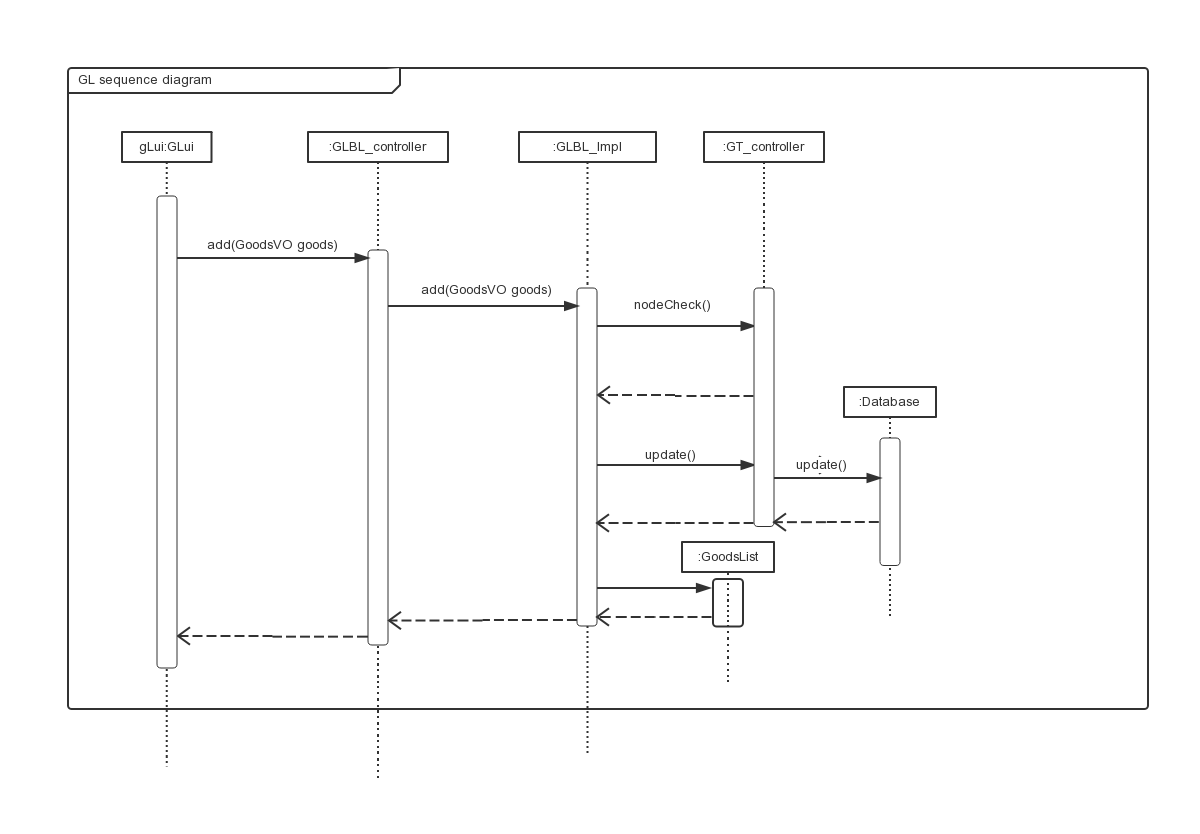 GL sequence diagram
gLui:GLui
:GLBL_controller
:GLBL_Impl
:GT_controller
add(GoodsVO goods)
add(GoodsVO goods)
nodeCheck()
:Database
update()
update()
:GoodsList